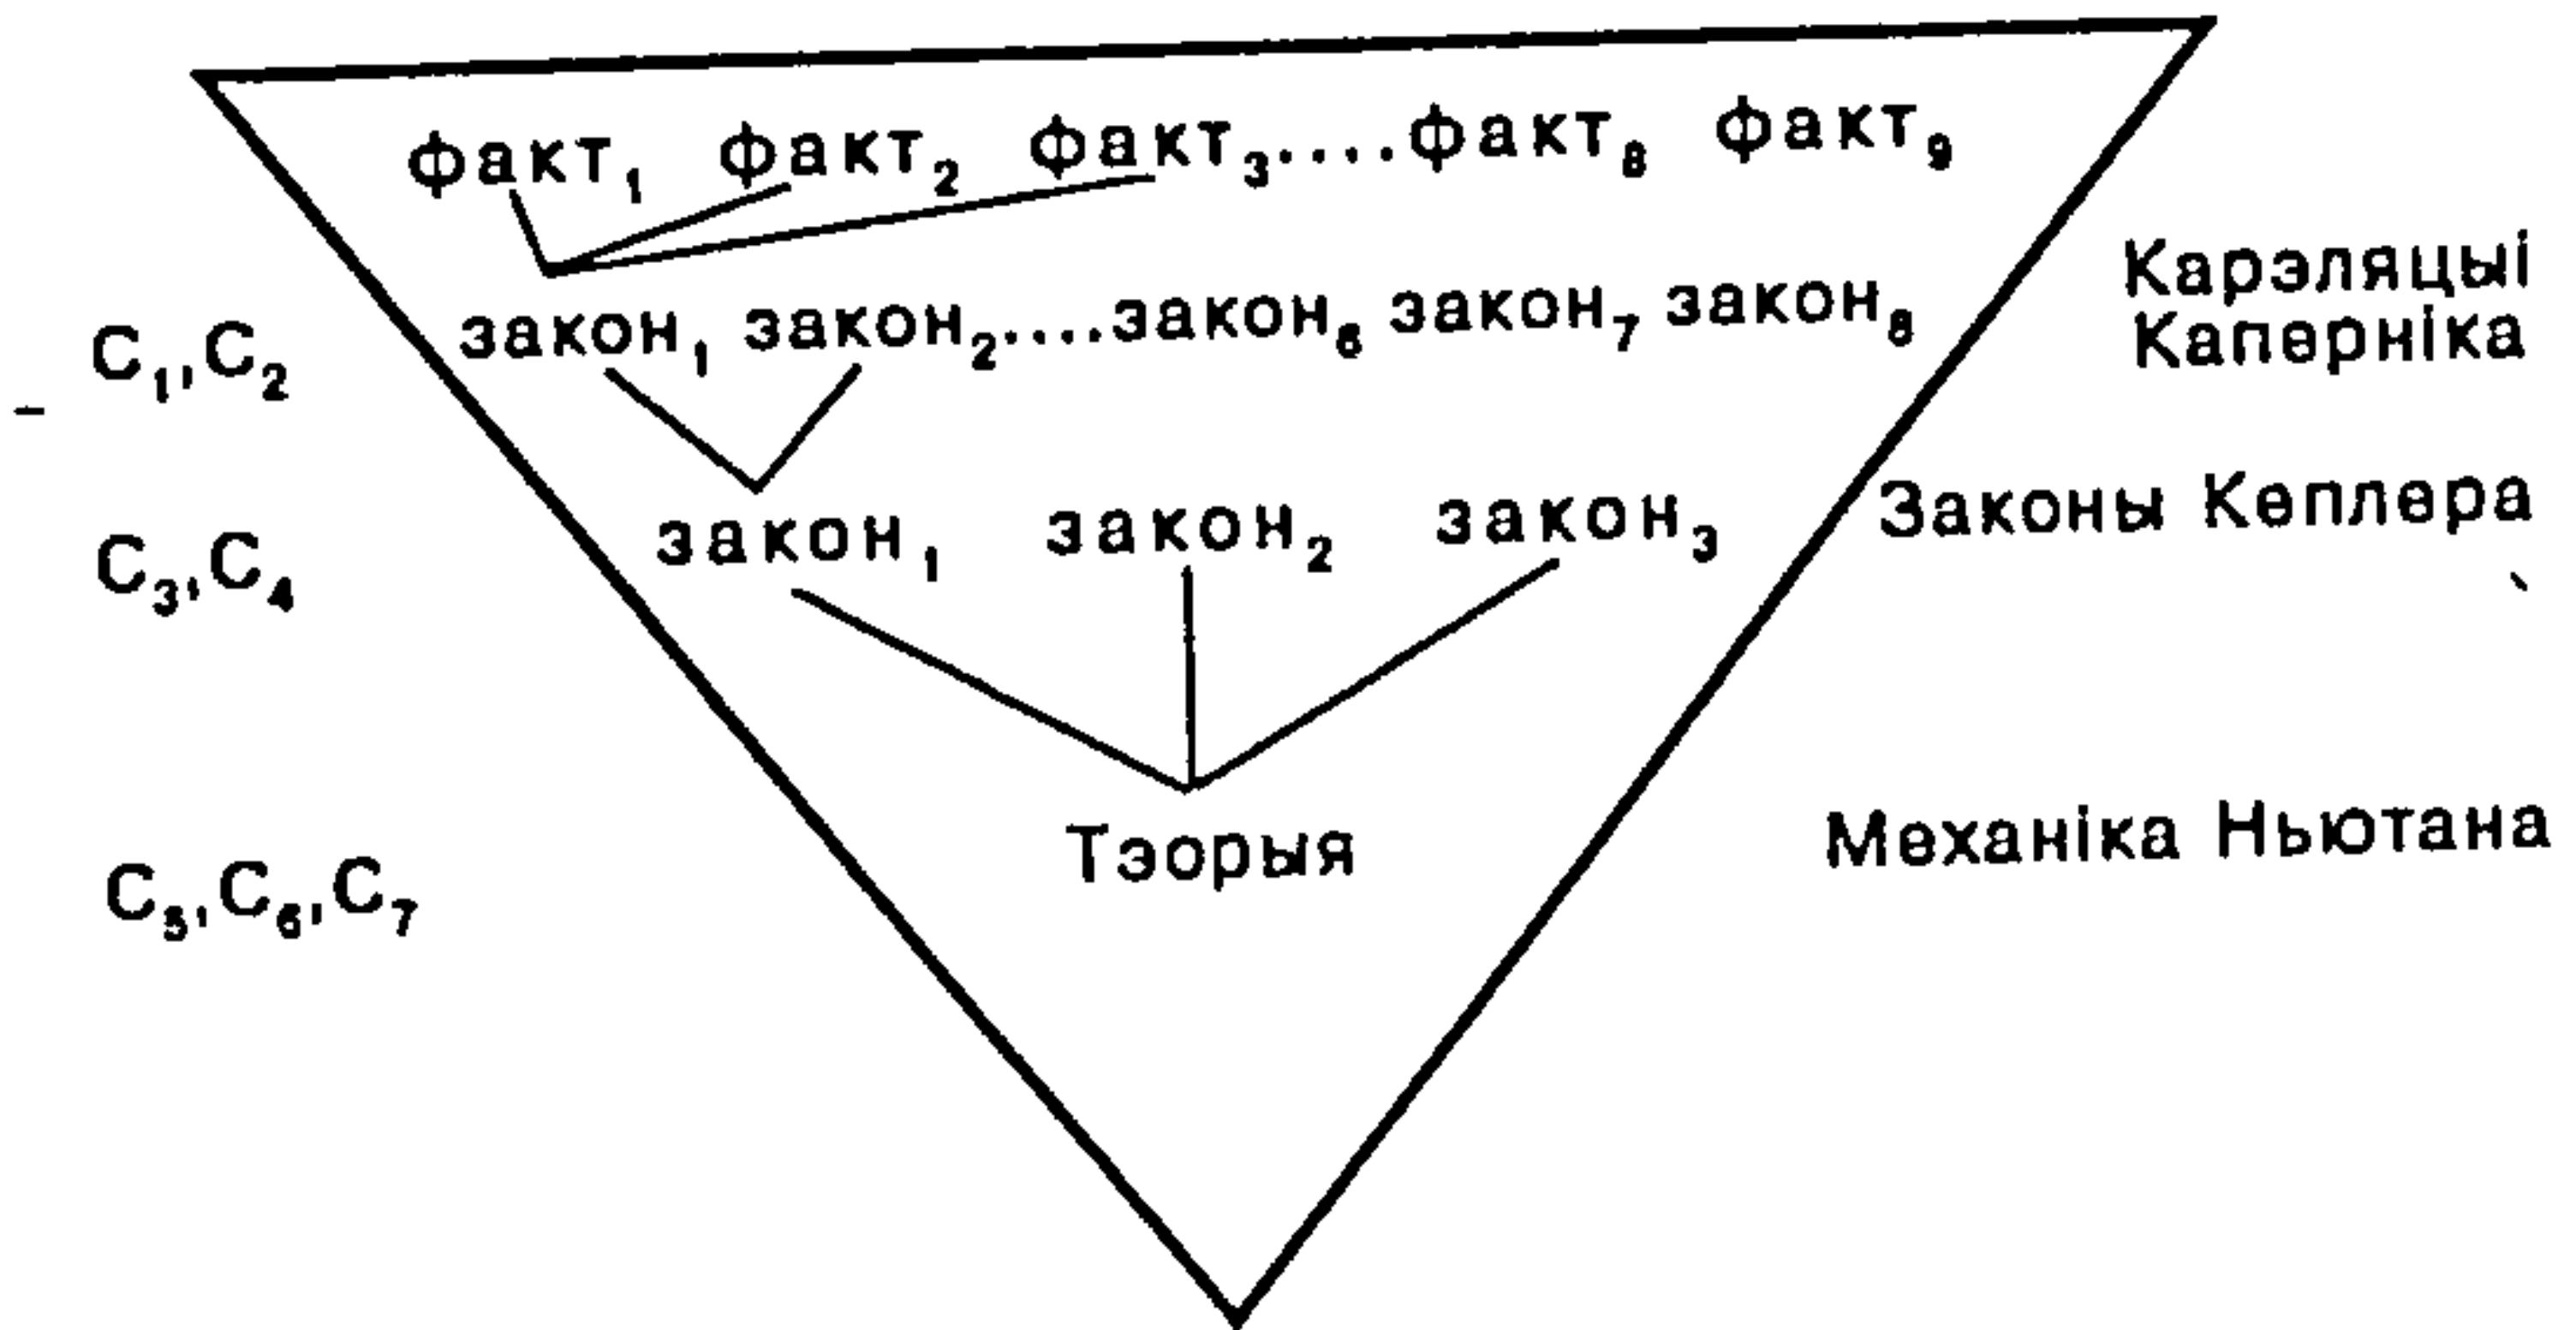 факт₁ факт₂ факт₃....факт₈ факт₉
Карэляцыі
Каперніка
C₁, C₂ закон₁ закон₂....закон₆ закон₇ закон₈
C₃, C₄ закон₁ закон₂ закон₃ Законы Кеплера
C₅, C₆, C₇ Тэорыя Механіка Ньютана